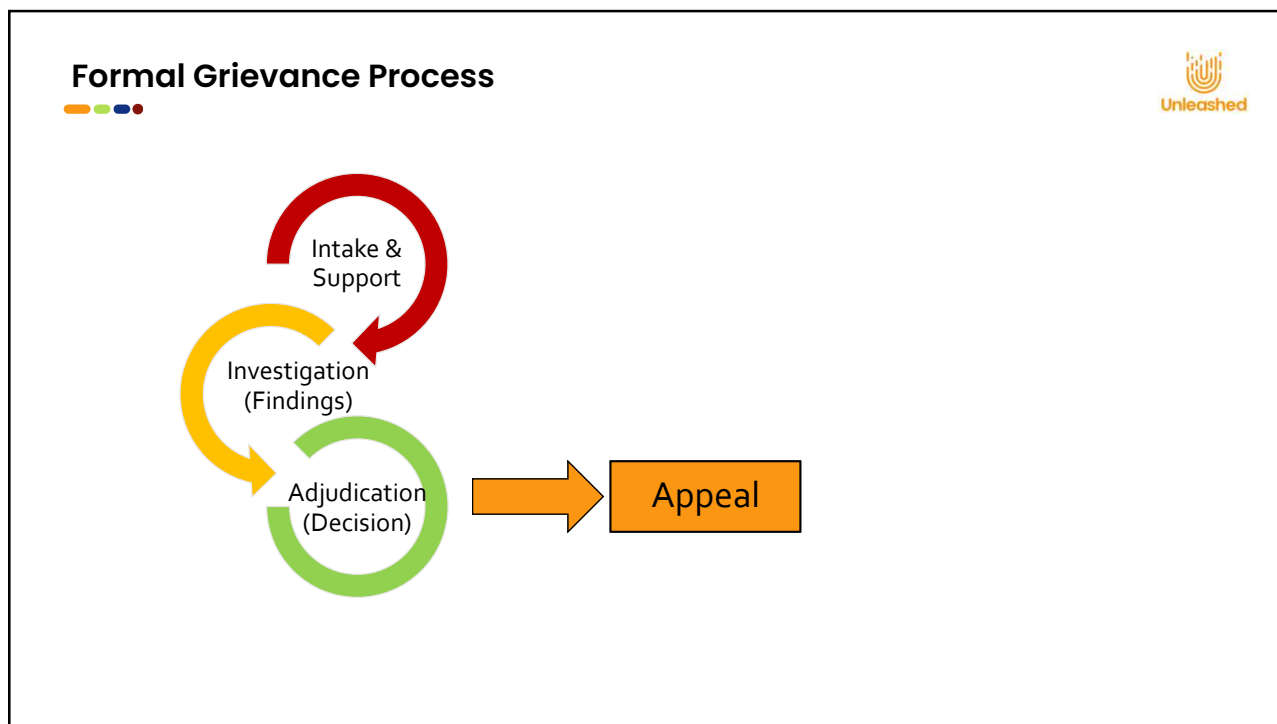 Formal Grievance Process
Unleashed
Intake &
Support
Investigation
(Findings)
Adjudication
(Decision)
Appeal